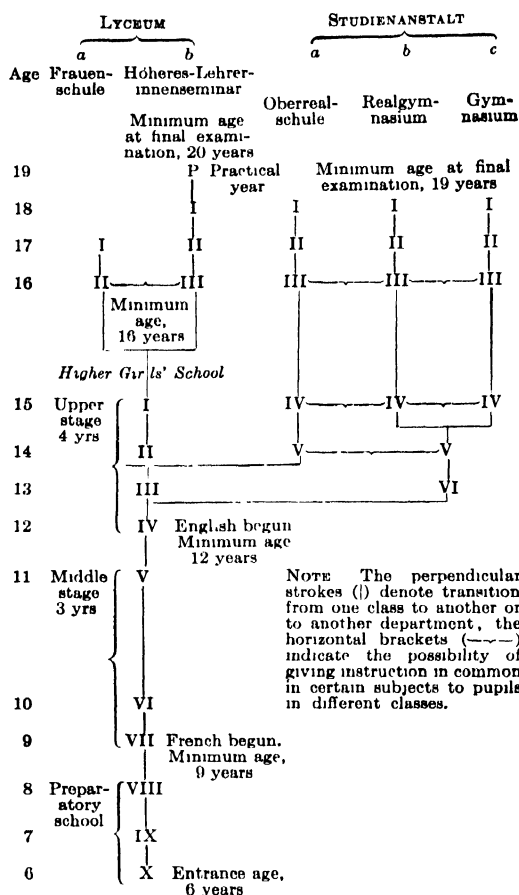 LYCEUM STUDIENANSTALT
a b a b c
Age Frauen- Höheres-Lehrer-
schule innenseminar
Oberreal- Realgym- Gym-
schule nasium nasium
Minimum age
at final exami-
nation, 20 years
19 P Practical Minimum age at final
year examination, 19 years
18 I I I I
17 I II II II II
16 II III III III III
Minimum
age,
16 years
Higher Girls' School
15 Upper I IV IV IV
stage
4 yrs
14 II V V
13 III VI
12 IV English begun
Minimum age
12 years
11 Middle V
stage
3 yrs
NOTE The perpendicular
strokes (|) denote transition
from one class to another or
to another department, the
horizontal brackets (—⏟—)
indicate the possibility of
giving instruction in common
in certain subjects to pupils
in different classes.
10 VI
9 VII French begun.
Minimum age,
9 years
8 Prepar- VIII
atory
school
7 IX
6 X Entrance age,
6 years